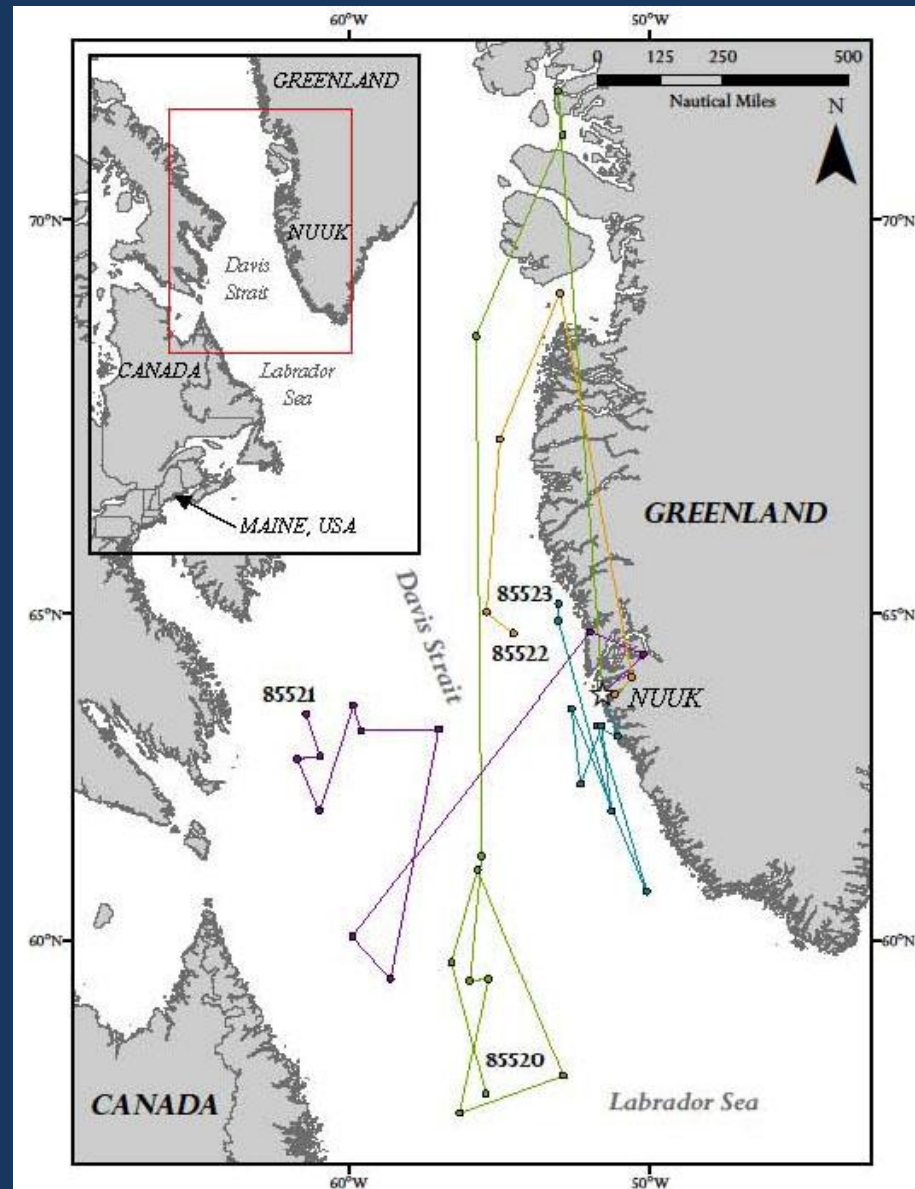 60°W
50°W
GREENLAND
0
125
250
500
Nautical Miles
N
70°N
70°N
NUUK
Davis
Strait
CANADA
Labrador
Sea
MAINE, USA
GREENLAND
65°N
65°N
85523
Davis Strait
85522
85521
NUUK
60°N
60°N
85520
CANADA
Labrador Sea
60°W
50°W